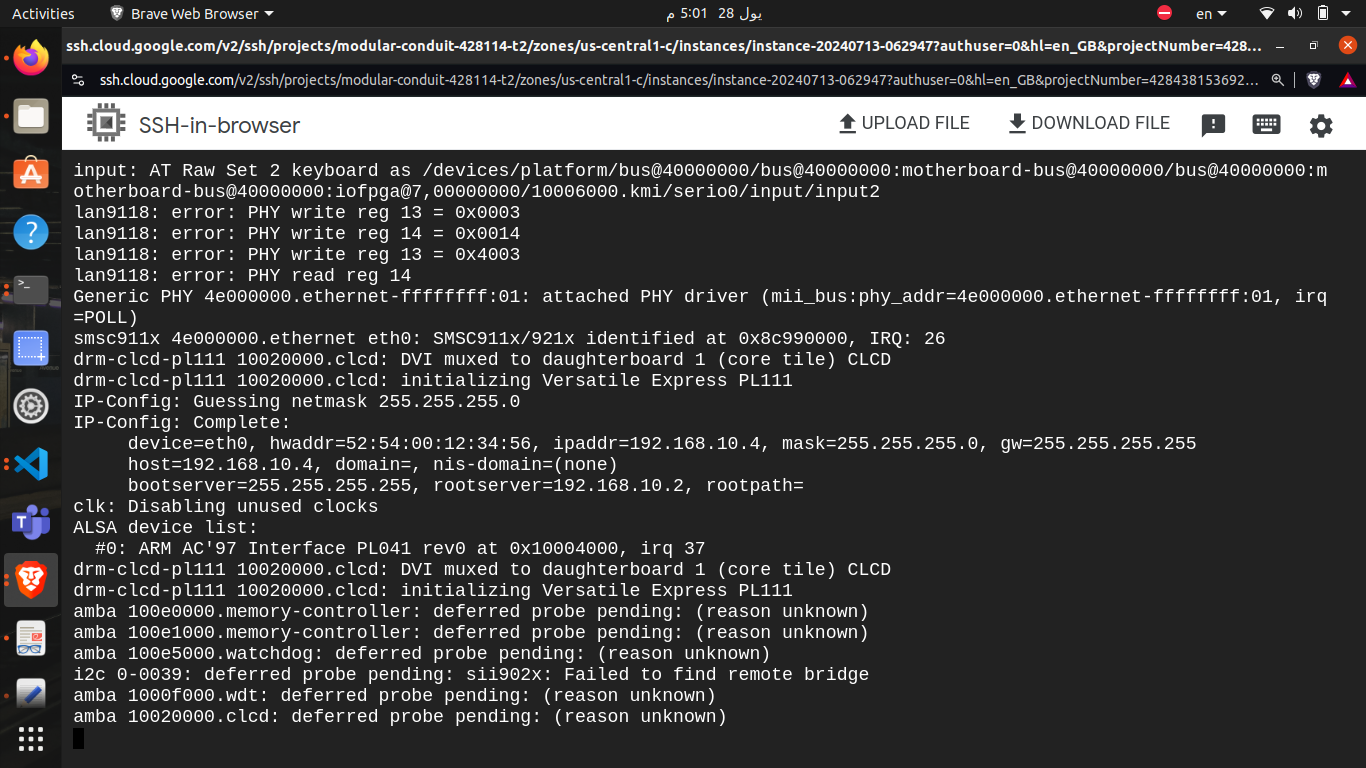 Activities
Brave Web Browser
يول 28  5:01 م
en
ssh.cloud.google.com/v2/ssh/projects/modular-conduit-428114-t2/zones/us-central1-c/instances/instance-20240713-062947?authuser=0&hl=en_GB&projectNumber=428...
ssh.cloud.google.com/v2/ssh/projects/modular-conduit-428114-t2/zones/us-central1-c/instances/instance-20240713-062947?authuser=0&hl=en_GB&projectNumber=428438153692...
SSH-in-browser
UPLOAD FILE
DOWNLOAD FILE
input: AT Raw Set 2 keyboard as /devices/platform/bus@40000000/bus@40000000:motherboard-bus@40000000/bus@40000000:m
otherboard-bus@40000000:iofpga@7,00000000/10006000.kmi/serio0/input/input2
lan9118: error: PHY write reg 13 = 0x0003
lan9118: error: PHY write reg 14 = 0x0014
lan9118: error: PHY write reg 13 = 0x4003
lan9118: error: PHY read reg 14
Generic PHY 4e000000.ethernet-ffffffff:01: attached PHY driver (mii_bus:phy_addr=4e000000.ethernet-ffffffff:01, irq
=POLL)
smsc911x 4e000000.ethernet eth0: SMSC911x/921x identified at 0x8c990000, IRQ: 26
drm-clcd-pl111 10020000.clcd: DVI muxed to daughterboard 1 (core tile) CLCD
drm-clcd-pl111 10020000.clcd: initializing Versatile Express PL111
IP-Config: Guessing netmask 255.255.255.0
IP-Config: Complete:
     device=eth0, hwaddr=52:54:00:12:34:56, ipaddr=192.168.10.4, mask=255.255.255.0, gw=255.255.255.255
     host=192.168.10.4, domain=, nis-domain=(none)
     bootserver=255.255.255.255, rootserver=192.168.10.2, rootpath=
clk: Disabling unused clocks
ALSA device list:
  #0: ARM AC'97 Interface PL041 rev0 at 0x10004000, irq 37
drm-clcd-pl111 10020000.clcd: DVI muxed to daughterboard 1 (core tile) CLCD
drm-clcd-pl111 10020000.clcd: initializing Versatile Express PL111
amba 100e0000.memory-controller: deferred probe pending: (reason unknown)
amba 100e1000.memory-controller: deferred probe pending: (reason unknown)
amba 100e5000.watchdog: deferred probe pending: (reason unknown)
i2c 0-0039: deferred probe pending: sii902x: Failed to find remote bridge
amba 1000f000.wdt: deferred probe pending: (reason unknown)
amba 10020000.clcd: deferred probe pending: (reason unknown)